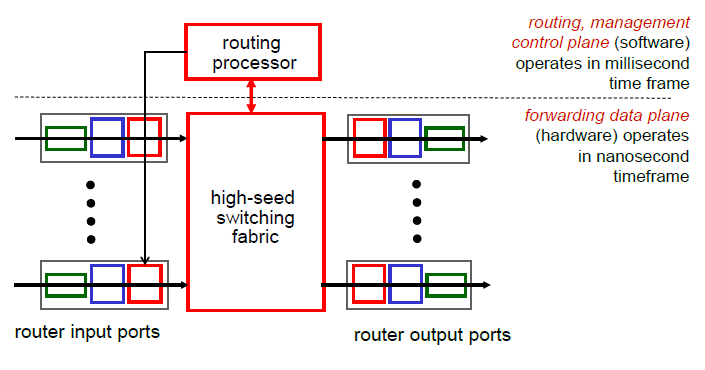 routing
processor
routing, management
control plane (software)
operates in millisecond
time frame
forwarding data plane
(hardware) operates
in nanosecond
timeframe
high-seed
switching
fabric
router input ports
router output ports